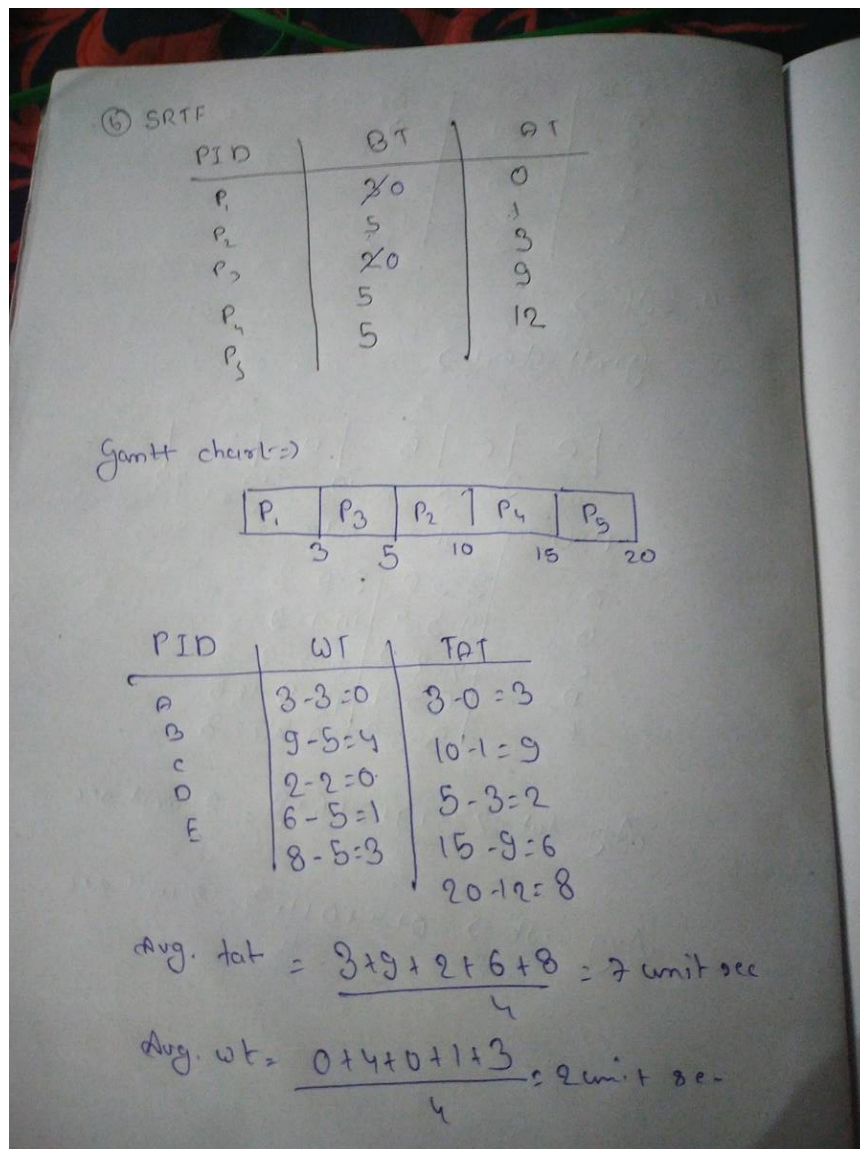 ⑥ SRTF
PID BT AT
P1 3 0 0
P2 5 1
P3 2 0 3
P4 5 9
P5 5 12
Gantt chart =>
P1 P3 P2 P4 P5
3 5 10 15 20
PID WT TAT
A 3-3=0 3-0=3
B 9-5=4 10-1=9
C 2-2=0 5-3=2
D 6-5=1 15-9=6
E 8-5=3 20-12=8
Avg. tat = 3+9+2+6+8 = 7 unit sec
4
Avg. wt = 0+4+0+1+3 = 2 unit se-
4